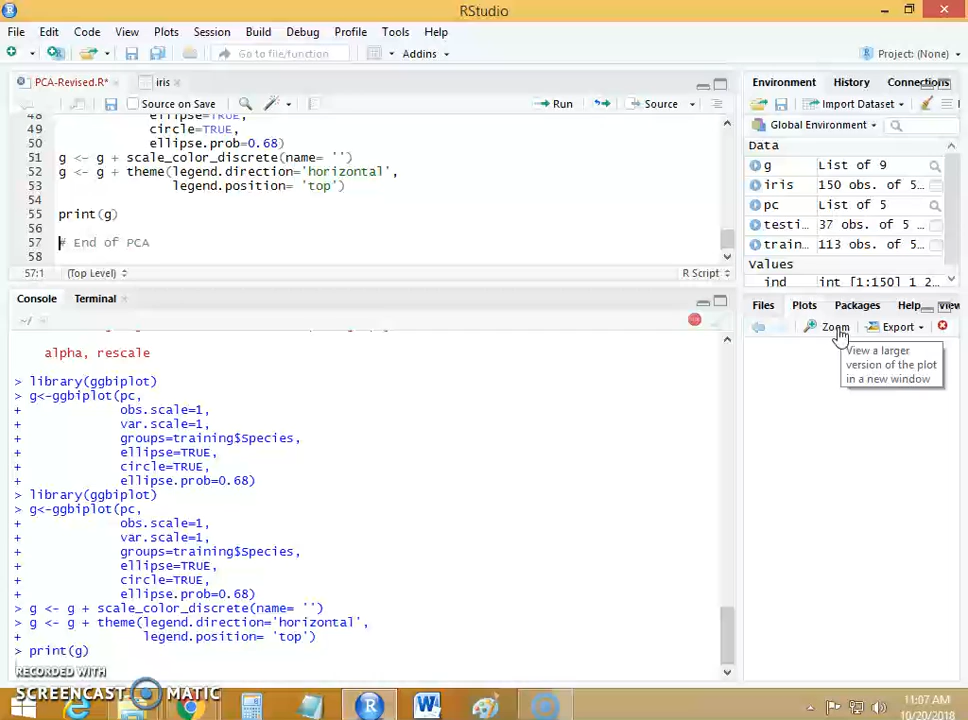 RStudio
File Edit Code View Plots Session Build Debug Profile Tools Help
Go to file/function Addins Project: (None)
PCA-Revised.R* iris
Source on Save Run Source
48 ellipse=TRUE,
49 circle=TRUE,
50 ellipse.prob=0.68)
51 g <- g + scale_color_discrete(name= '')
52 g <- g + theme(legend.direction='horizontal',
53 legend.position= 'top')
54
55 print(g)
56
57 # End of PCA
58
57:1 (Top Level) R Script
Console Terminal
~/
alpha, rescale
> library(ggbiplot)
> g<-ggbiplot(pc,
+ obs.scale=1,
+ var.scale=1,
+ groups=training$Species,
+ ellipse=TRUE,
+ circle=TRUE,
+ ellipse.prob=0.68)
> library(ggbiplot)
> g<-ggbiplot(pc,
+ obs.scale=1,
+ var.scale=1,
+ groups=training$Species,
+ ellipse=TRUE,
+ circle=TRUE,
+ ellipse.prob=0.68)
> g <- g + scale_color_discrete(name= '')
> g <- g + theme(legend.direction='horizontal',
+ legend.position= 'top')
> print(g)
Environment History Connections
Import Dataset
Global Environment
Data
g List of 9
iris 150 obs. of 5...
pc List of 5
testi... 37 obs. of 5
train... 113 obs. of 5...
Values
ind int [1:150] 1 2...
Files Plots Packages Help View
Zoom Export
View a larger
version of the plot
in a new window
RECORDED WITH
SCREENCAST MATIC
11:07 AM
10/20/2018